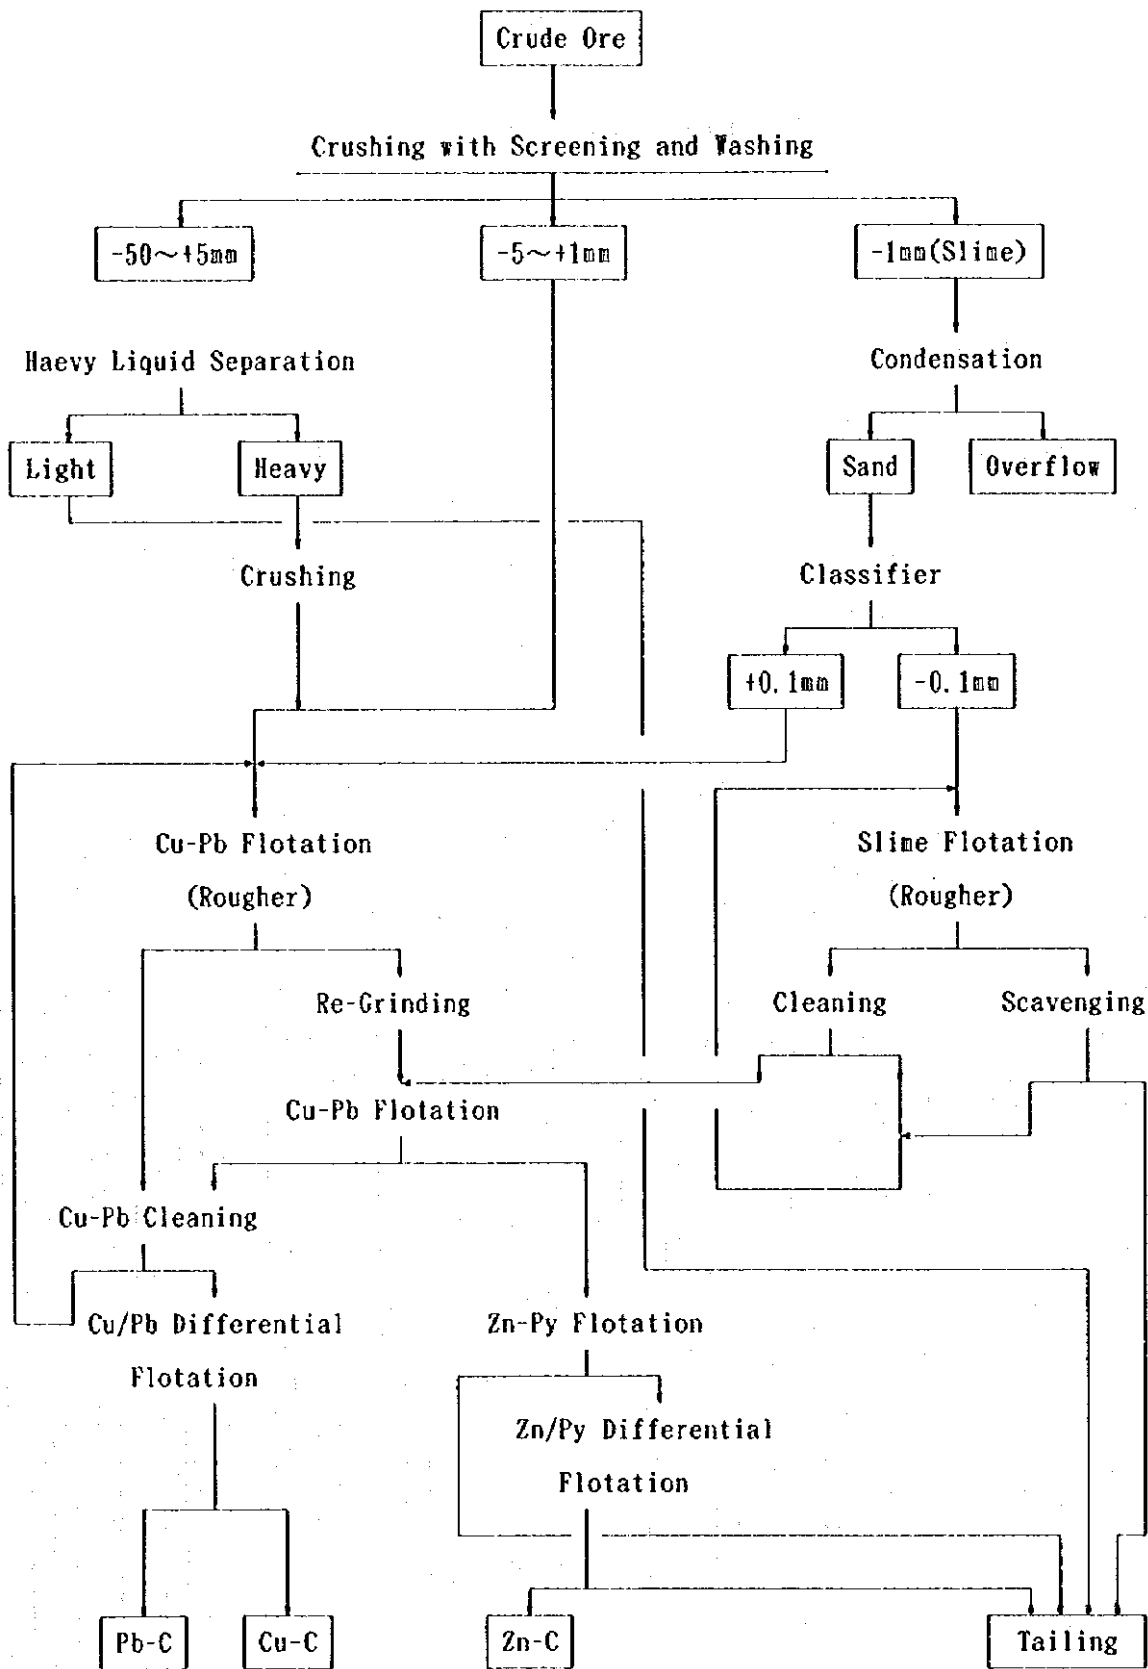 Crude Ore
Crushing with Screening and Washing
-50～+5mm
-5～+1mm
-1mm(Slime)
Haevy Liquid Separation
Condensation
Light
Heavy
Sand
Overflow
Crushing
Classifier
+0.1mm
-0.1mm
Cu-Pb Flotation
(Rougher)
Slime Flotation
(Rougher)
Re-Grinding
Cleaning
Scavenging
Cu-Pb Flotation
Cu-Pb Cleaning
Cu/Pb Differential
Flotation
Zn-Py Flotation
Zn/Py Differential
Flotation
Pb-C
Cu-C
Zn-C
Tailing